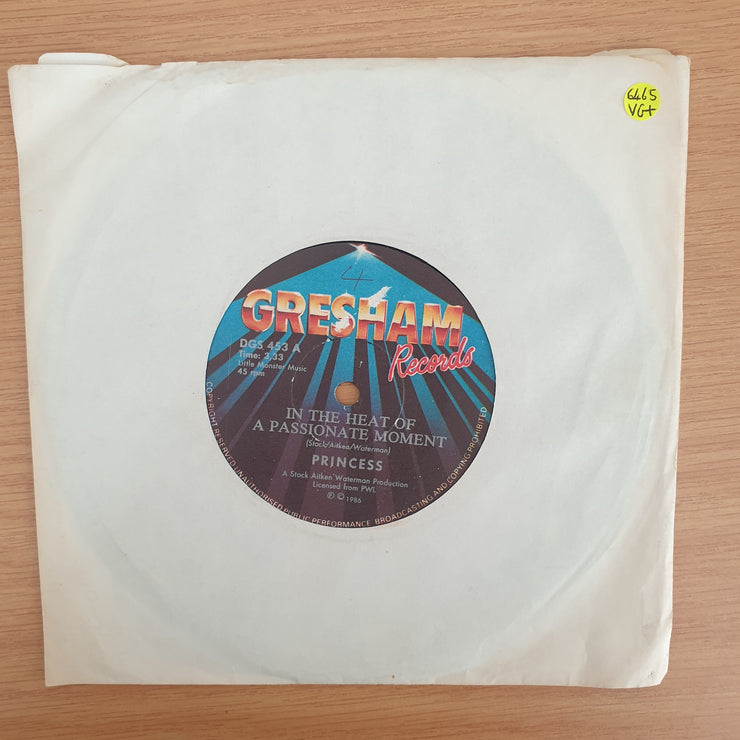 6465
VG+
4
GRESHAM
Records
DGS 453 A
Time: 3.33
Little Monster Music
45 rpm
IN THE HEAT OF
A PASSIONATE MOMENT
(Stock/Aitken/Waterman)
PRINCESS
A Stock Aitken Waterman Production
Licensed from PWL
℗ © 1986
COPYRIGHT RESERVED. UNAUTHORISED PUBLIC PERFORMANCE BROADCASTING AND COPYING PROHIBITED